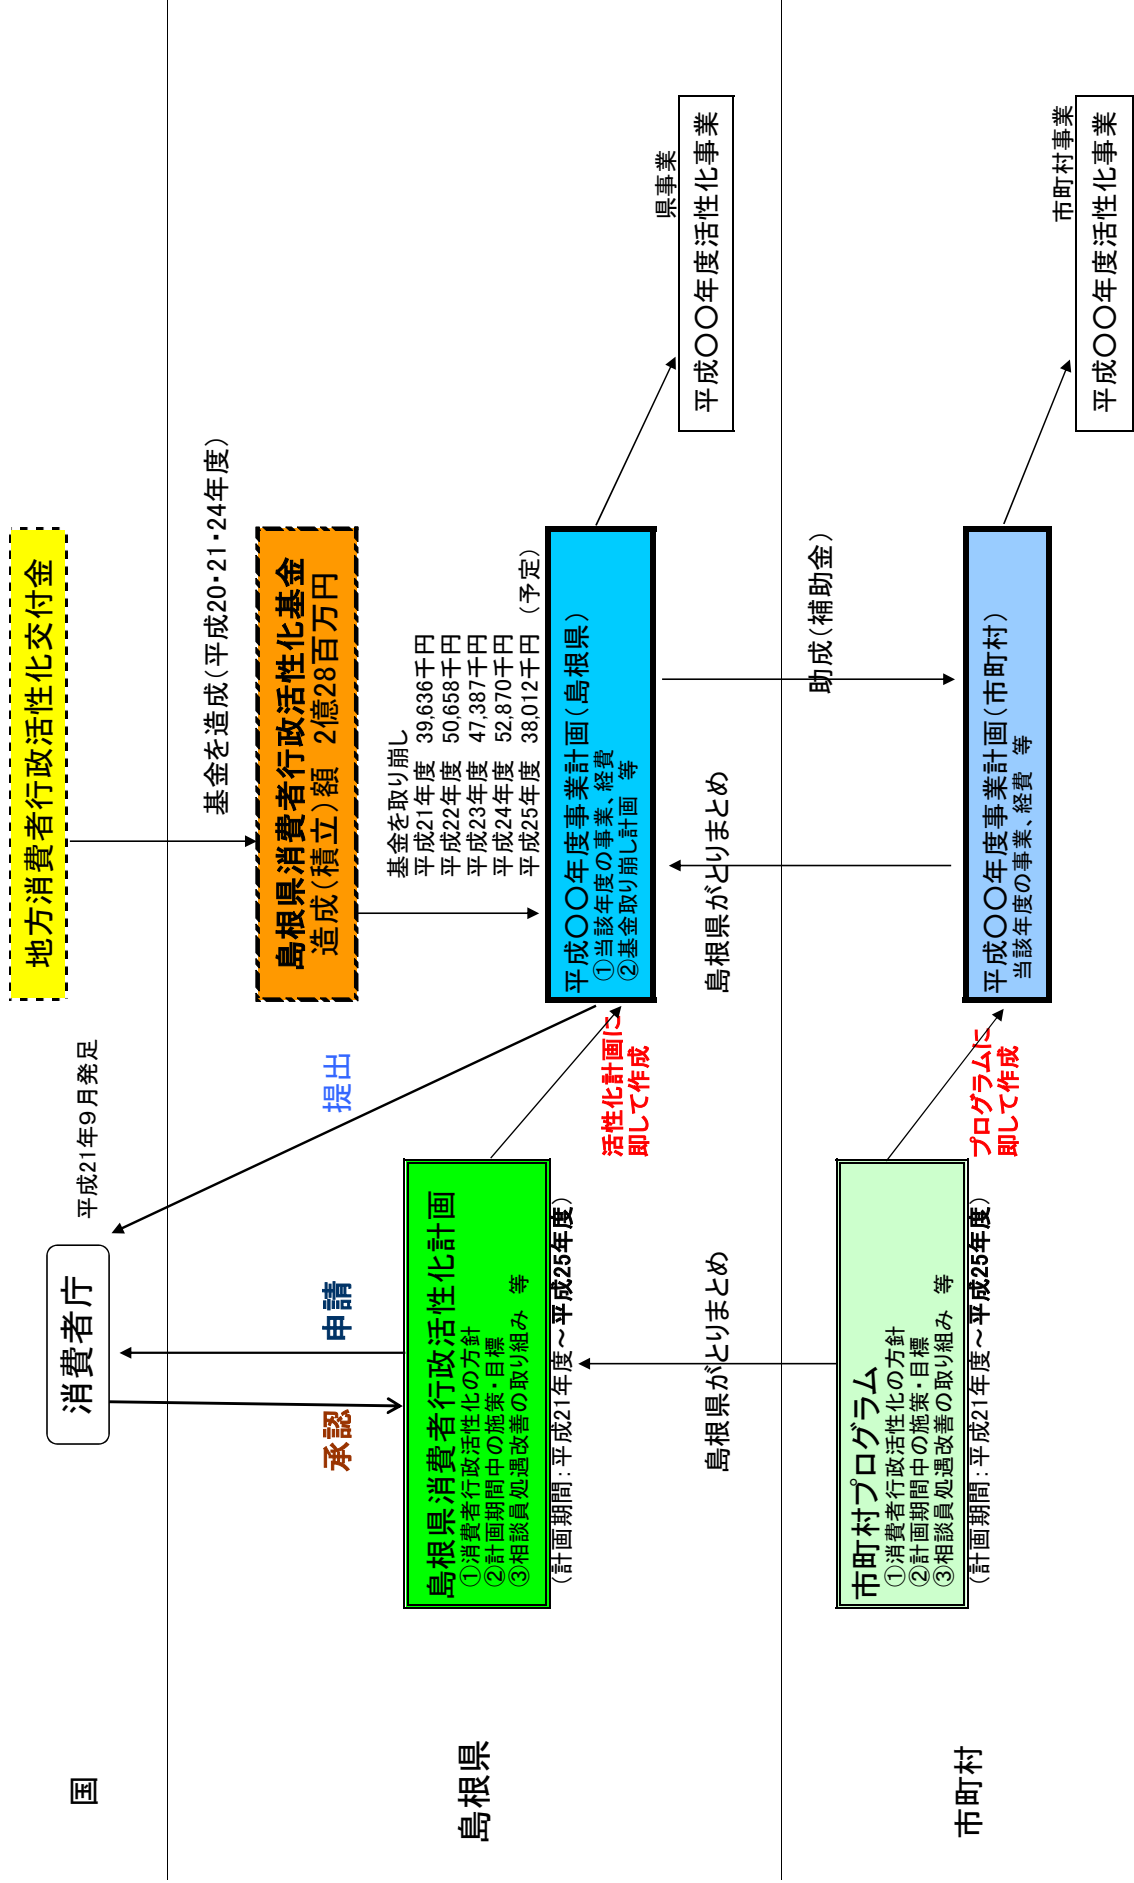 国
消費者庁
平成21年9月発足
地方消費者行政活性化交付金
島根県
承認
申請
提出
基金を造成(平成20・21・24年度)
島根県消費者行政活性化基金
造成(積立)額 2億28百万円
基金を取り崩し
平成21年度 39,636千円
平成22年度 50,658千円
平成23年度 47,387千円
平成24年度 52,870千円
平成25年度 38,012千円 (予定)
島根県消費者行政活性化計画
①消費者行政活性化の方針
②計画期間中の施策・目標
③相談員処遇改善の取り組み 等
(計画期間:平成21年度～平成25年度)
活性化計画に
即して作成
平成〇〇年度事業計画(島根県)
①当該年度の事業、経費
②基金取り崩し計画 等
県事業
平成〇〇年度活性化事業
島根県がとりまとめ
島根県がとりまとめ
助成(補助金)
市町村
市町村プログラム
①消費者行政活性化の方針
②計画期間中の施策・目標
③相談員処遇改善の取り組み 等
(計画期間:平成21年度～平成25年度)
プログラムに
即して作成
平成〇〇年度事業計画(市町村)
当該年度の事業、経費 等
市町村事業
平成〇〇年度活性化事業